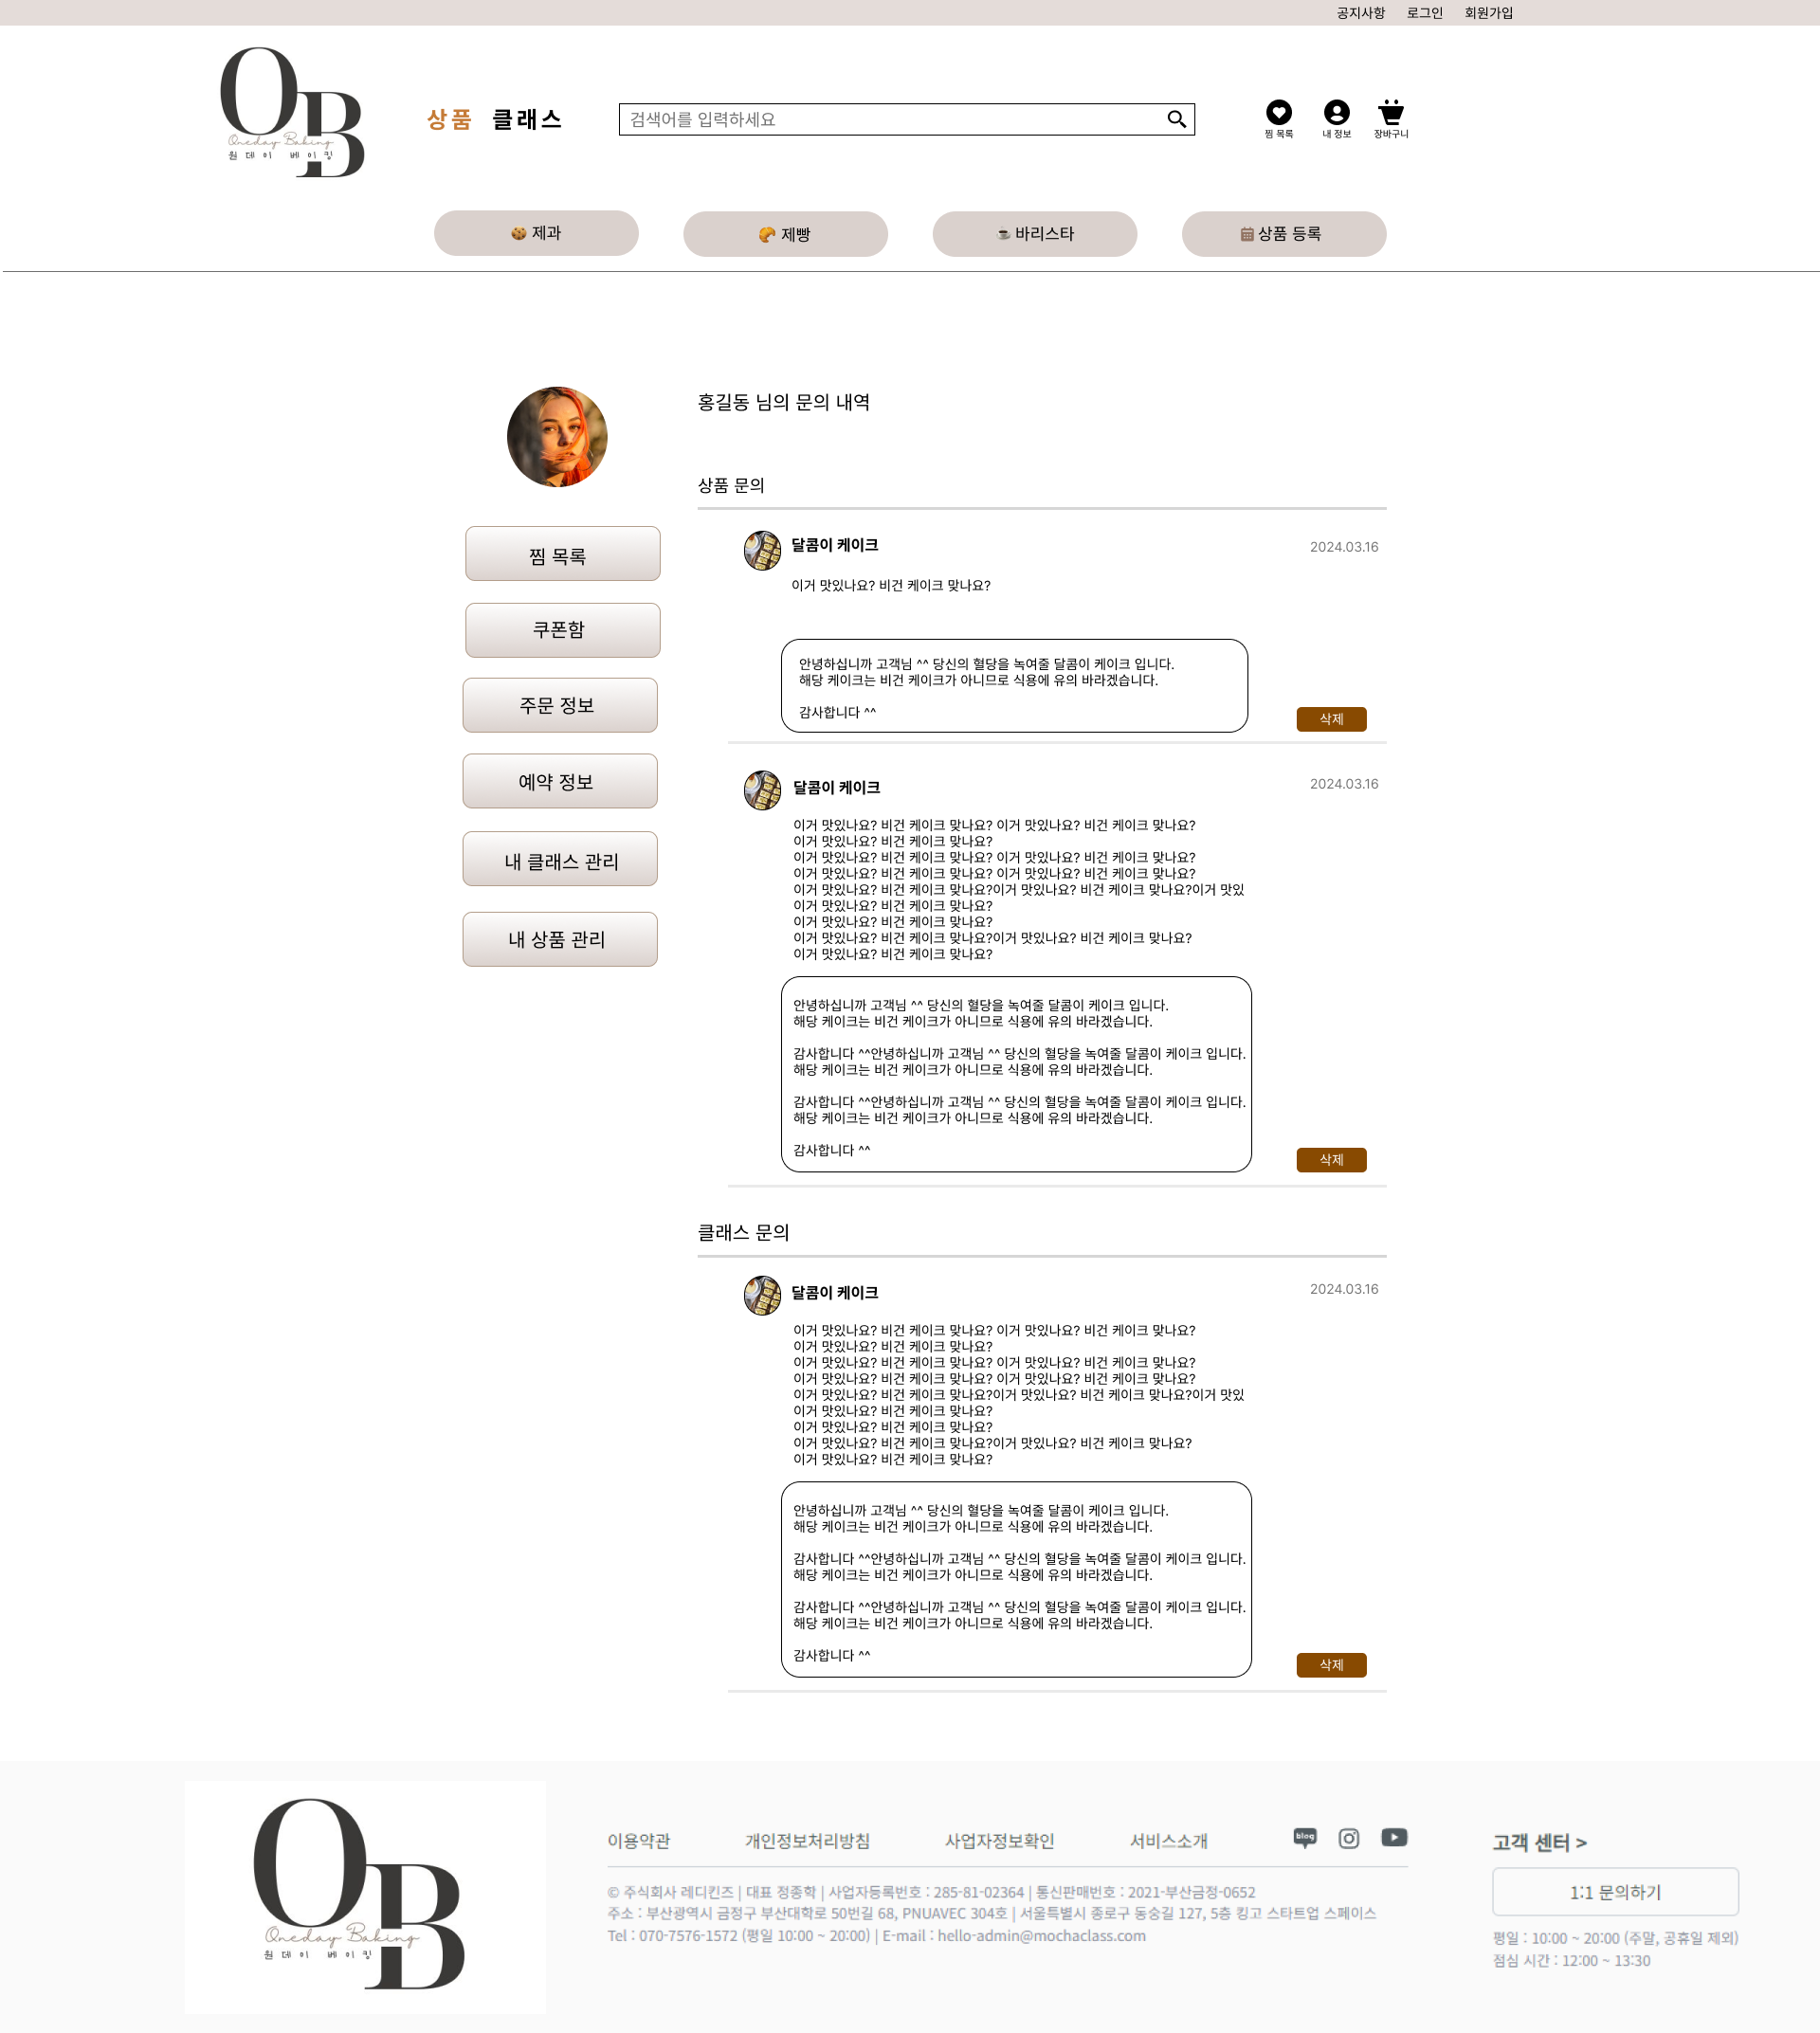 공지사항 로그인 회원가입
OB
Oneday Baking
원데이 베이킹
상품 클래스
검색어를 입력하세요
찜 목록 내 정보 장바구니
제과 제빵 바리스타 상품 등록
홍길동 님의 문의 내역
상품 문의
찜 목록
쿠폰함
주문 정보
예약 정보
내 클래스 관리
내 상품 관리
달콤이 케이크 2024.03.16
이거 맛있나요? 비건 케이크 맞나요?
안녕하십니까 고객님 ^^ 당신의 혈당을 녹여줄 달콤이 케이크 입니다.
해당 케이크는 비건 케이크가 아니므로 식용에 유의 바라겠습니다.
감사합니다 ^^
삭제
달콤이 케이크 2024.03.16
이거 맛있나요? 비건 케이크 맞나요? 이거 맛있나요? 비건 케이크 맞나요?
이거 맛있나요? 비건 케이크 맞나요?
이거 맛있나요? 비건 케이크 맞나요? 이거 맛있나요? 비건 케이크 맞나요?
이거 맛있나요? 비건 케이크 맞나요? 이거 맛있나요? 비건 케이크 맞나요?
이거 맛있나요? 비건 케이크 맞나요?이거 맛있나요? 비건 케이크 맞나요?이거 맛있
이거 맛있나요? 비건 케이크 맞나요?
이거 맛있나요? 비건 케이크 맞나요?
이거 맛있나요? 비건 케이크 맞나요?이거 맛있나요? 비건 케이크 맞나요?
이거 맛있나요? 비건 케이크 맞나요?
안녕하십니까 고객님 ^^ 당신의 혈당을 녹여줄 달콤이 케이크 입니다.
해당 케이크는 비건 케이크가 아니므로 식용에 유의 바라겠습니다.
감사합니다 ^^안녕하십니까 고객님 ^^ 당신의 혈당을 녹여줄 달콤이 케이크 입니다.
해당 케이크는 비건 케이크가 아니므로 식용에 유의 바라겠습니다.
감사합니다 ^^안녕하십니까 고객님 ^^ 당신의 혈당을 녹여줄 달콤이 케이크 입니다.
해당 케이크는 비건 케이크가 아니므로 식용에 유의 바라겠습니다.
감사합니다 ^^
삭제
클래스 문의
달콤이 케이크 2024.03.16
이거 맛있나요? 비건 케이크 맞나요? 이거 맛있나요? 비건 케이크 맞나요?
이거 맛있나요? 비건 케이크 맞나요?
이거 맛있나요? 비건 케이크 맞나요? 이거 맛있나요? 비건 케이크 맞나요?
이거 맛있나요? 비건 케이크 맞나요? 이거 맛있나요? 비건 케이크 맞나요?
이거 맛있나요? 비건 케이크 맞나요?이거 맛있나요? 비건 케이크 맞나요?이거 맛있
이거 맛있나요? 비건 케이크 맞나요?
이거 맛있나요? 비건 케이크 맞나요?
이거 맛있나요? 비건 케이크 맞나요?이거 맛있나요? 비건 케이크 맞나요?
이거 맛있나요? 비건 케이크 맞나요?
안녕하십니까 고객님 ^^ 당신의 혈당을 녹여줄 달콤이 케이크 입니다.
해당 케이크는 비건 케이크가 아니므로 식용에 유의 바라겠습니다.
감사합니다 ^^안녕하십니까 고객님 ^^ 당신의 혈당을 녹여줄 달콤이 케이크 입니다.
해당 케이크는 비건 케이크가 아니므로 식용에 유의 바라겠습니다.
감사합니다 ^^안녕하십니까 고객님 ^^ 당신의 혈당을 녹여줄 달콤이 케이크 입니다.
해당 케이크는 비건 케이크가 아니므로 식용에 유의 바라겠습니다.
감사합니다 ^^
삭제
OB
Oneday Baking
원데이 베이킹
이용약관 개인정보처리방침 사업자정보확인 서비스소개 blog
© 주식회사 레디킨즈 | 대표 정종학 | 사업자등록번호 : 285-81-02364 | 통신판매번호 : 2021-부산금정-0652
주소 : 부산광역시 금정구 부산대학로 50번길 68, PNUAVEC 304호 | 서울특별시 종로구 동숭길 127, 5층 킹고 스타트업 스페이스
Tel : 070-7576-1572 (평일 10:00 ~ 20:00) | E-mail : hello-admin@mochaclass.com
고객 센터 >
1:1 문의하기
평일 : 10:00 ~ 20:00 (주말, 공휴일 제외)
점심 시간 : 12:00 ~ 13:30